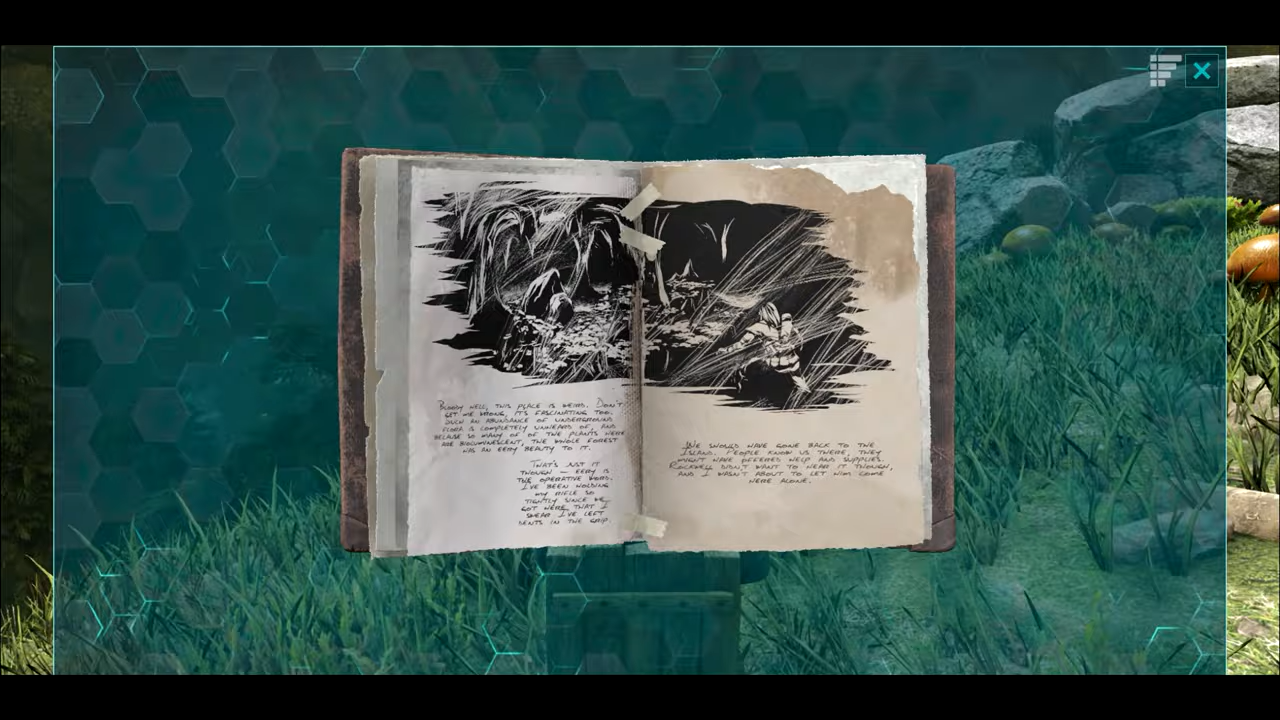 Bloody hell, this place is weird. Don't
get me wrong, it's fascinating too.
Such an abundance of underground
flora is completely unheard of, and
because so many of of the plants here
are bioluminescent, the whole forest
has an eery beauty to it.
That's just it
though — eery is
the operative word.
I've been holding
my rifle so
tightly since we
got here that I
swear I've left
dents in the grip.
We should have gone back to the
Island. People know us there, they
might have offered help and supplies.
Rockwell didn't want to hear it though,
and I wasn't about to let him come
here alone.